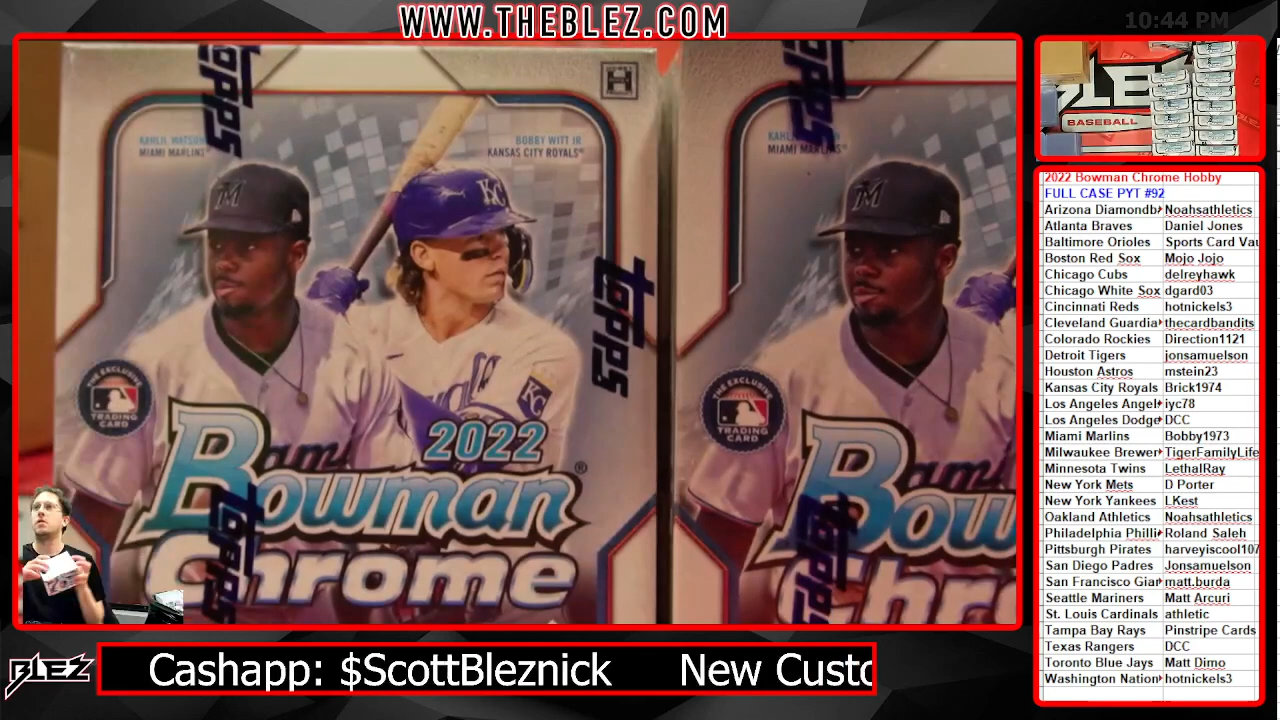 WWW.THEBLEZ.COM
10:44 PM
topps
KAHLIL WATSON
MIAMI MARLINS
BOBBY WITT JR
KANSAS CITY ROYALS
KC
topps
THE EXCLUSIVE
TRADING CARD
2022
Bowman
Chrome
topps
topps
MIAMI MARLINS
THE EXCLUSIVE
TRADING CARD
topps
BASEBALL
2022 Bowman Chrome Hobby
FULL CASE PYT #92
Arizona Diamondb Noahsathletics
Atlanta Braves Daniel Jones
Baltimore Orioles Sports Card Vau
Boston Red Sox Mojo Jojo
Chicago Cubs delreyhawk
Chicago White Sox dgard03
Cincinnati Reds hotnickels3
Cleveland Guardia thecardbandits
Colorado Rockies Direction1121
Detroit Tigers jonsamuelson
Houston Astros mstein23
Kansas City Royals Brick1974
Los Angeles Angel iyc78
Los Angeles Dodge DCC
Miami Marlins Bobby1973
Milwaukee Brewer TigerFamilyLife
Minnesota Twins LethalRay
New York Mets D Porter
New York Yankees LKest
Oakland Athletics Noahsathletics
Philadelphia Philli Roland Saleh
Pittsburgh Pirates harveyiscool107
San Diego Padres Jonsamuelson
San Francisco Gian matt.burda
Seattle Mariners Matt Arcuri
St. Louis Cardinals athletic
Tampa Bay Rays Pinstripe Cards
Texas Rangers DCC
Toronto Blue Jays Matt Dimo
Washington Nation hotnickels3
BLEZ
Cashapp: $ScottBleznick New Custo